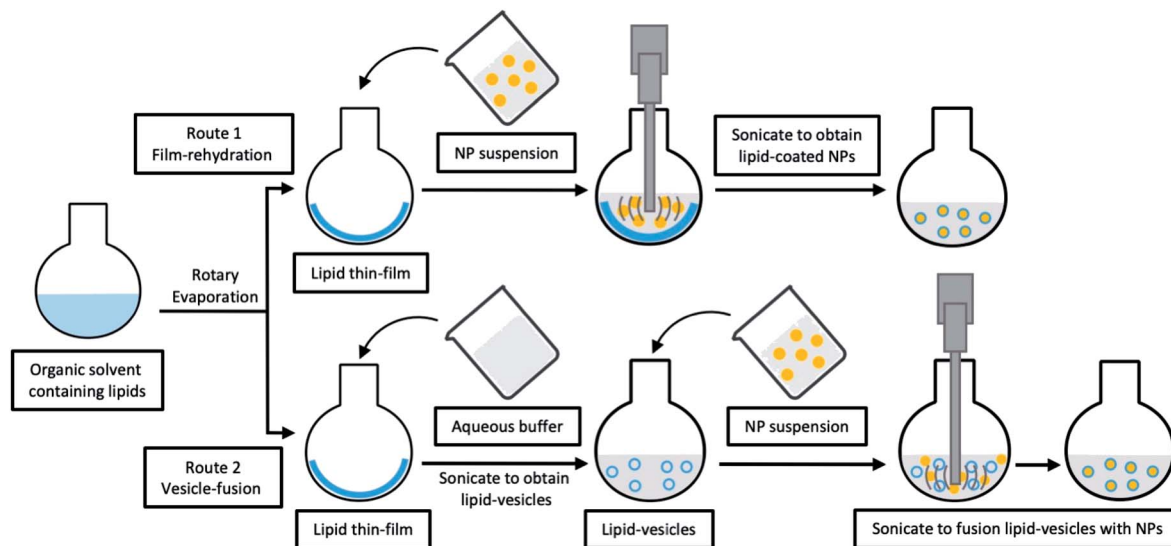 Organic solvent
containing lipids
Rotary
Evaporation
Route 1
Film-rehydration
Lipid thin-film
NP suspension
Sonicate to obtain
lipid-coated NPs
Route 2
Vesicle-fusion
Lipid thin-film
Aqueous buffer
Sonicate to obtain
lipid-vesicles
Lipid-vesicles
NP suspension
Sonicate to fusion lipid-vesicles with NPs